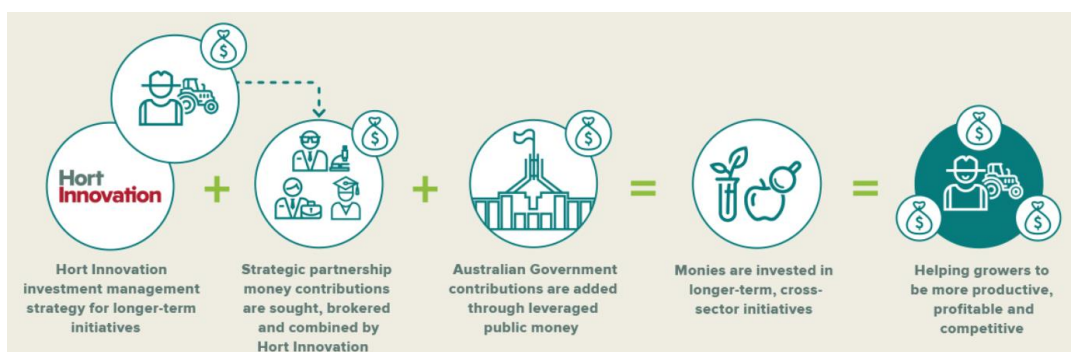 Hort
Innovation
Hort Innovation
investment management
strategy for longer-term
initiatives
Strategic partnership
money contributions
are sought, brokered
and combined by
Hort Innovation
Australian Government
contributions are added
through leveraged
public money
Monies are invested in
longer-term, cross-
sector initiatives
Helping growers to
be more productive,
profitable and
competitive
+
+
=
=
$
$
$
$
$
$